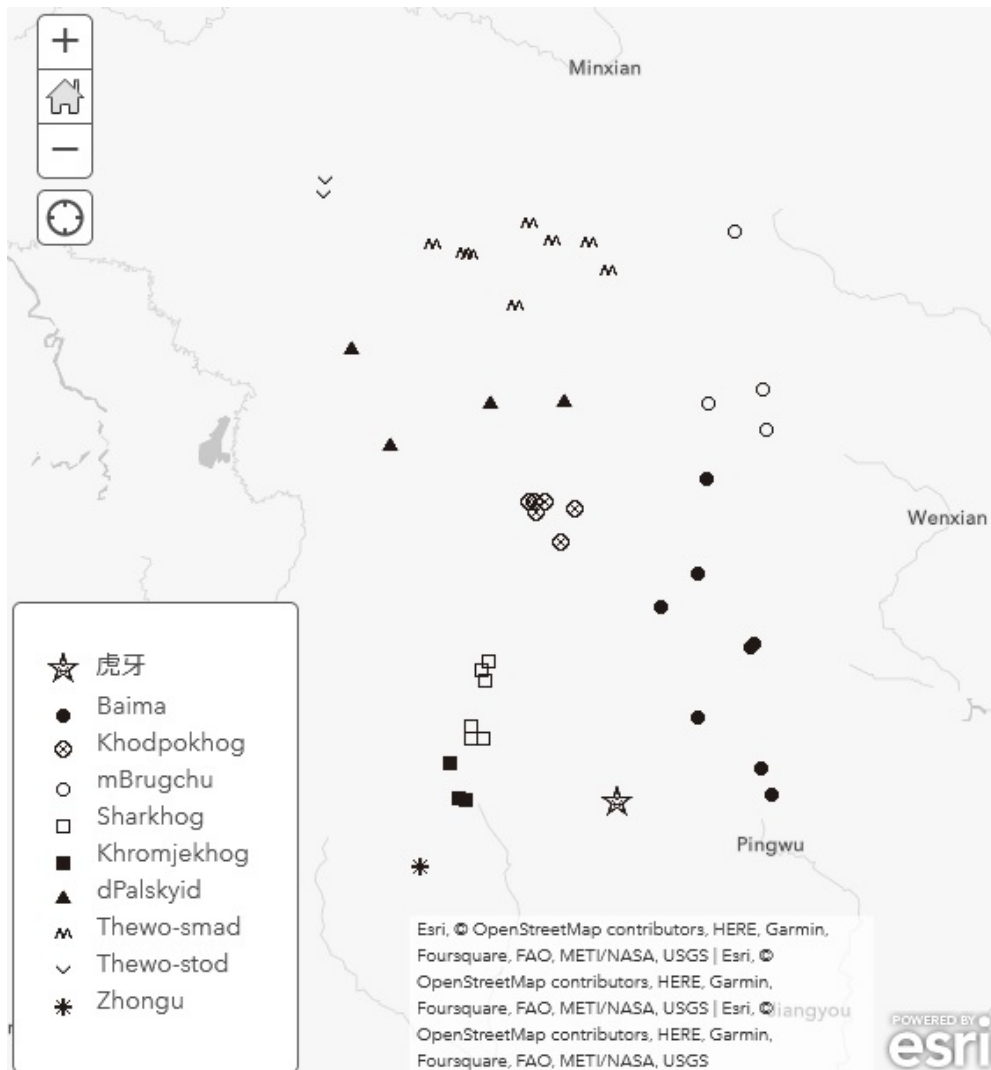 +
Minxian
−
Wenxian
虎牙
Baima
Khodpokhog
mBrugchu
Sharkhog
Khromjekhog
dPalskyid
Thewo-smad
Thewo-stod
Zhongu
Pingwu
Esri, © OpenStreetMap contributors, HERE, Garmin,
Foursquare, FAO, METI/NASA, USGS | Esri, ©
OpenStreetMap contributors, HERE, Garmin,
Foursquare, FAO, METI/NASA, USGS | Esri, ©
OpenStreetMap contributors, HERE, Garmin,
Foursquare, FAO, METI/NASA, USGS
Jiangyou
POWERED BY
esri